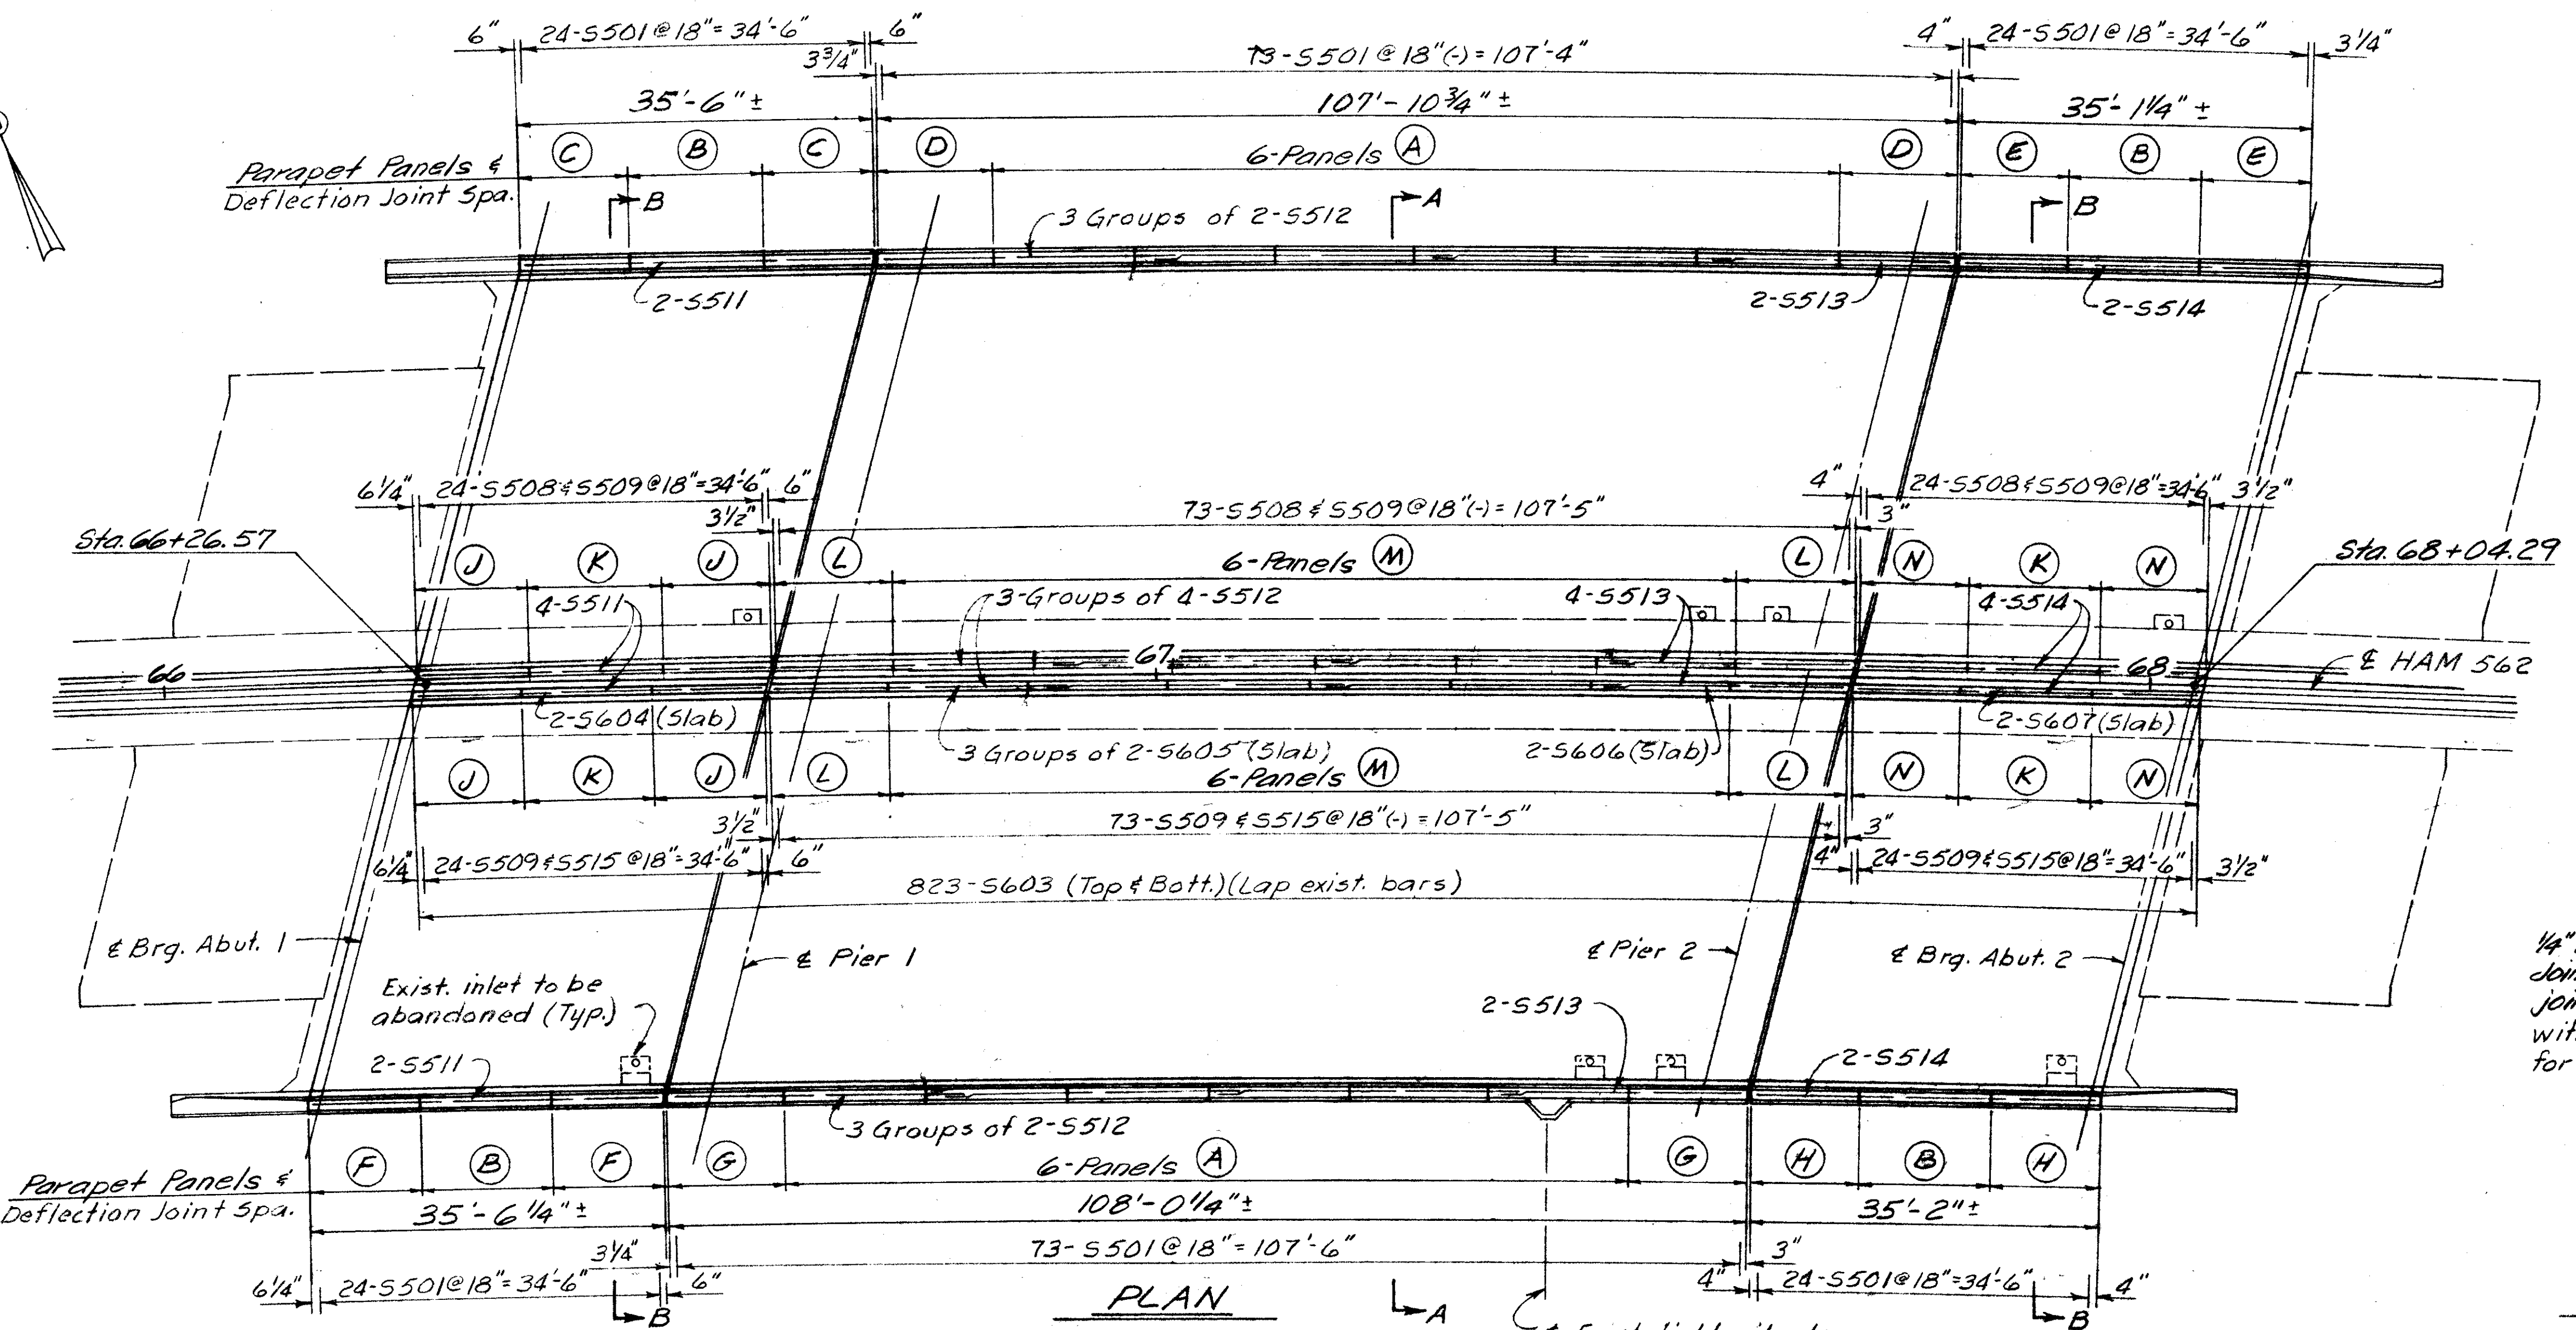 6" 24-S501@18"=34'-6" 6"
3¾" 73-S501@18"(-)=107'-4"
4" 24-S501@18"=34'-6" 3¼"
35'-6"± 107'-10¾"± 35'-1¼"±
Parapet Panels &
Deflection Joint Spa.
C B C D 6-Panels A D E B E
B A B
3 Groups of 2-S512
2-S511 2-S513 2-S514
6¼" 24-S508&S509@18"=34'-6" 6"
3½" 73-S508&S509@18"(-)=107'-5" 3"
4" 24-S508&S509@18"=34'-6" 3½"
Sta.66+26.57 Sta.68+04.29
J K J L 6-Panels M L N K N
4-S511 3-Groups of 4-S512 4-S513 4-S514
66 67 68 ℄ HAM 562
2-S604(Slab) 3 Groups of 2-S605(Slab) 2-S606(Slab) 2-S607(Slab)
J K J L 6-Panels M L N K N
3½" 73-S509&S515@18"(-)=107'-5" 3"
6¼" 24-S509&S515@18"=34'-6" 6"
4" 24-S509&S515@18"=34'-6" 3½"
823-S603 (Top & Bott.)(Lap exist. bars)
℄ Brg. Abut. 1 ℄ Pier 1 ℄ Pier 2 ℄ Brg. Abut. 2
Exist. inlet to be
abandoned (Typ.)
2-S511 3 Groups of 2-S512 2-S513 2-S514
¼"
for
Parapet Panels &
Deflection Joint Spa.
F B F G 6-Panels A G H B H
35'-6¼"± 108'-0¼"± 35'-2"±
3¼" 73-S501@18"=107'-6" 3"
6¼" 24-S501@18"=34'-6" 6"
4" 24-S501@18"=34'-6" 4"
B A B
PLAN